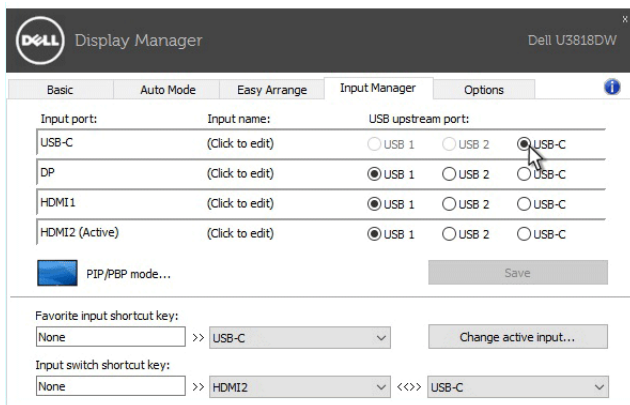 DELL Display Manager Dell U3818DW
Basic Auto Mode Easy Arrange Input Manager Options
Input port: Input name: USB upstream port:
USB-C (Click to edit) USB 1 USB 2 USB-C
DP (Click to edit) USB 1 USB 2 USB-C
HDMI1 (Click to edit) USB 1 USB 2 USB-C
HDMI2 (Active) (Click to edit) USB 1 USB 2 USB-C
PIP/PBP mode... Save
Favorite input shortcut key:
None >> USB-C Change active input...
Input switch shortcut key:
None >> HDMI2 <<>> USB-C